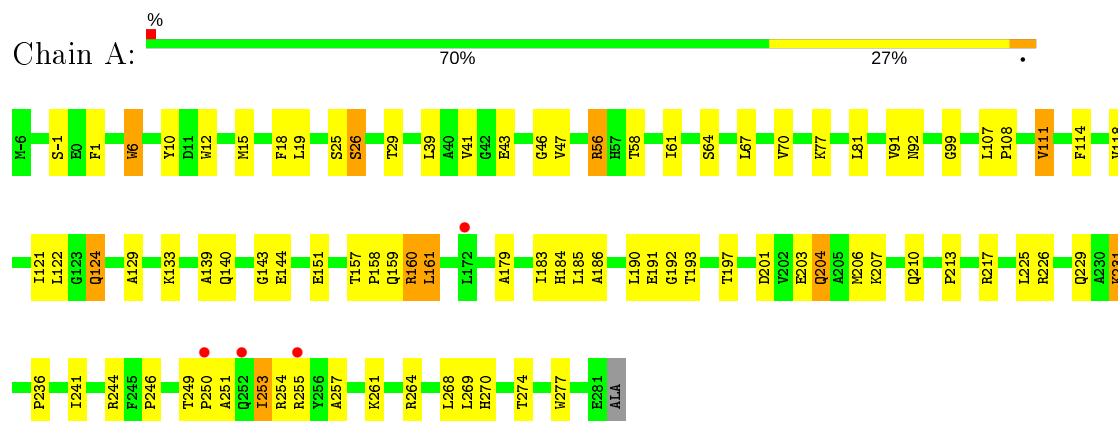 %
Chain A:
70% 27% •
M-6 S-1 E0 F1 W6 Y10 D11 W12 M15 F18 L19 S25 S26 T29 L39 A40 V41 G42 E43 G46 V47 R56 H57 T58 I61 S64 L67 V70 K77 L81 V91 N92 G99 L107 P108 V111 F114
I121 L122 G123 Q124 A129 K133 A139 Q140 G143 E144 E151 T157 P158 Q159 R160 L161 L172 A179 I183 H184 L185 A186 L190 E191 G192 T193 T197 D201 V202 E203 Q204 A205 M206 K207 Q210 P213 R217 L225 R226 Q229 A230 K231
P236 I241 R244 F245 P246 T249 P250 A251 Q252 I253 R254 R255 Y256 A257 K261 R264 L268 L269 H270 T274 W277 E281 ALA